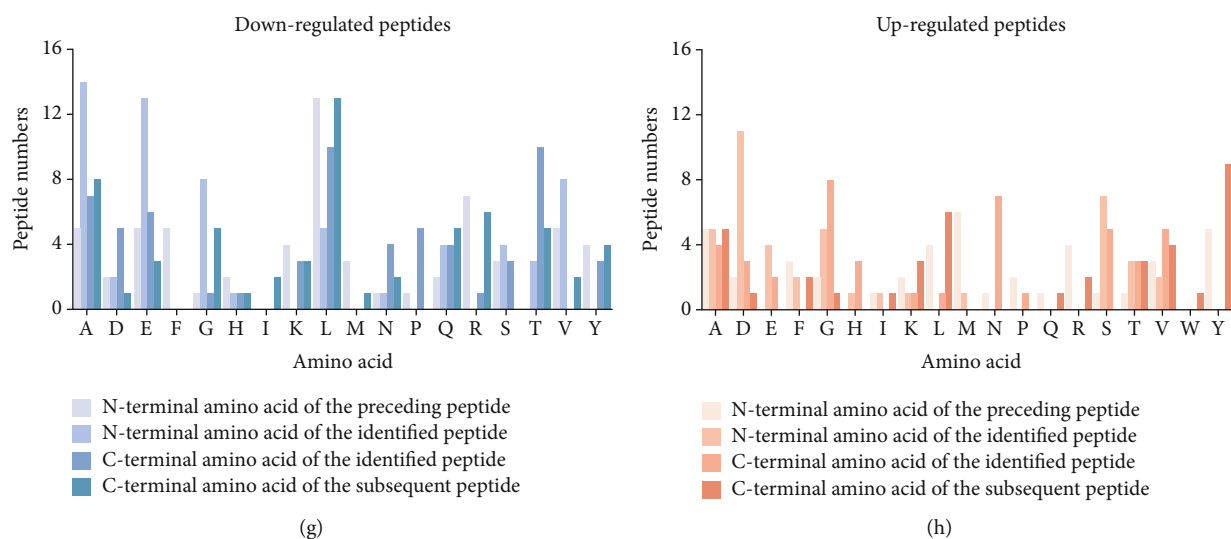 Down-regulated peptides
16
12
8
4
0
Peptide numbers
A D E F G H I K L M N P Q R S T V Y
Amino acid
N-terminal amino acid of the preceding peptide
N-terminal amino acid of the identified peptide
C-terminal amino acid of the identified peptide
C-terminal amino acid of the subsequent peptide
(g)
Up-regulated peptides
16
12
8
4
0
Peptide numbers
A D E F G H I K L M N P Q R S T V W Y
Amino acid
N-terminal amino acid of the preceding peptide
N-terminal amino acid of the identified peptide
C-terminal amino acid of the identified peptide
C-terminal amino acid of the subsequent peptide
(h)